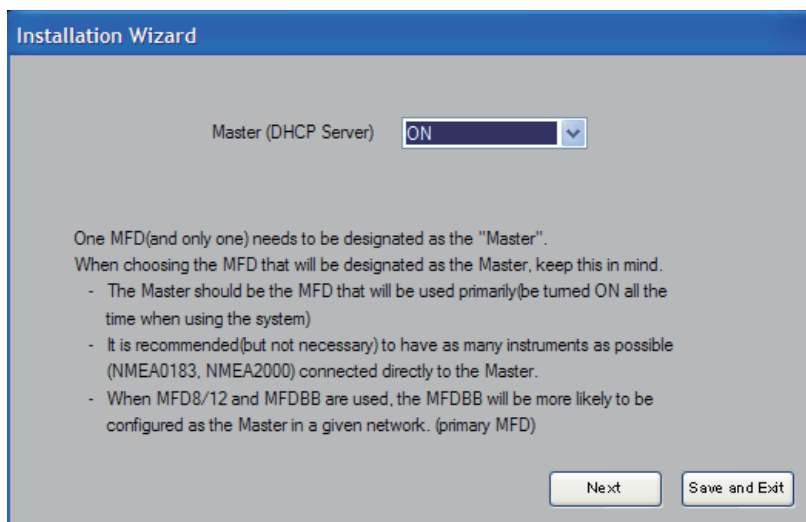 Installation Wizard
Master (DHCP Server) ON
One MFD(and only one) needs to be designated as the "Master".
When choosing the MFD that will be designated as the Master, keep this in mind.
- The Master should be the MFD that will be used primarily(be turned ON all the
time when using the system)
- It is recommended(but not necessary) to have as many instruments as possible
(NMEA0183, NMEA2000) connected directly to the Master.
- When MFD8/12 and MFDBB are used, the MFDBB will be more likely to be
configured as the Master in a given network. (primary MFD)
Next Save and Exit